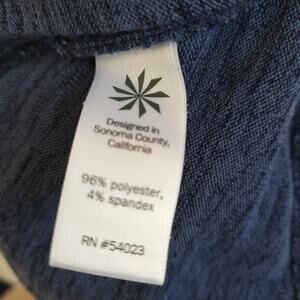 Designed in
Sonoma County,
California
96% polyester,
4% spandex
RN #54023